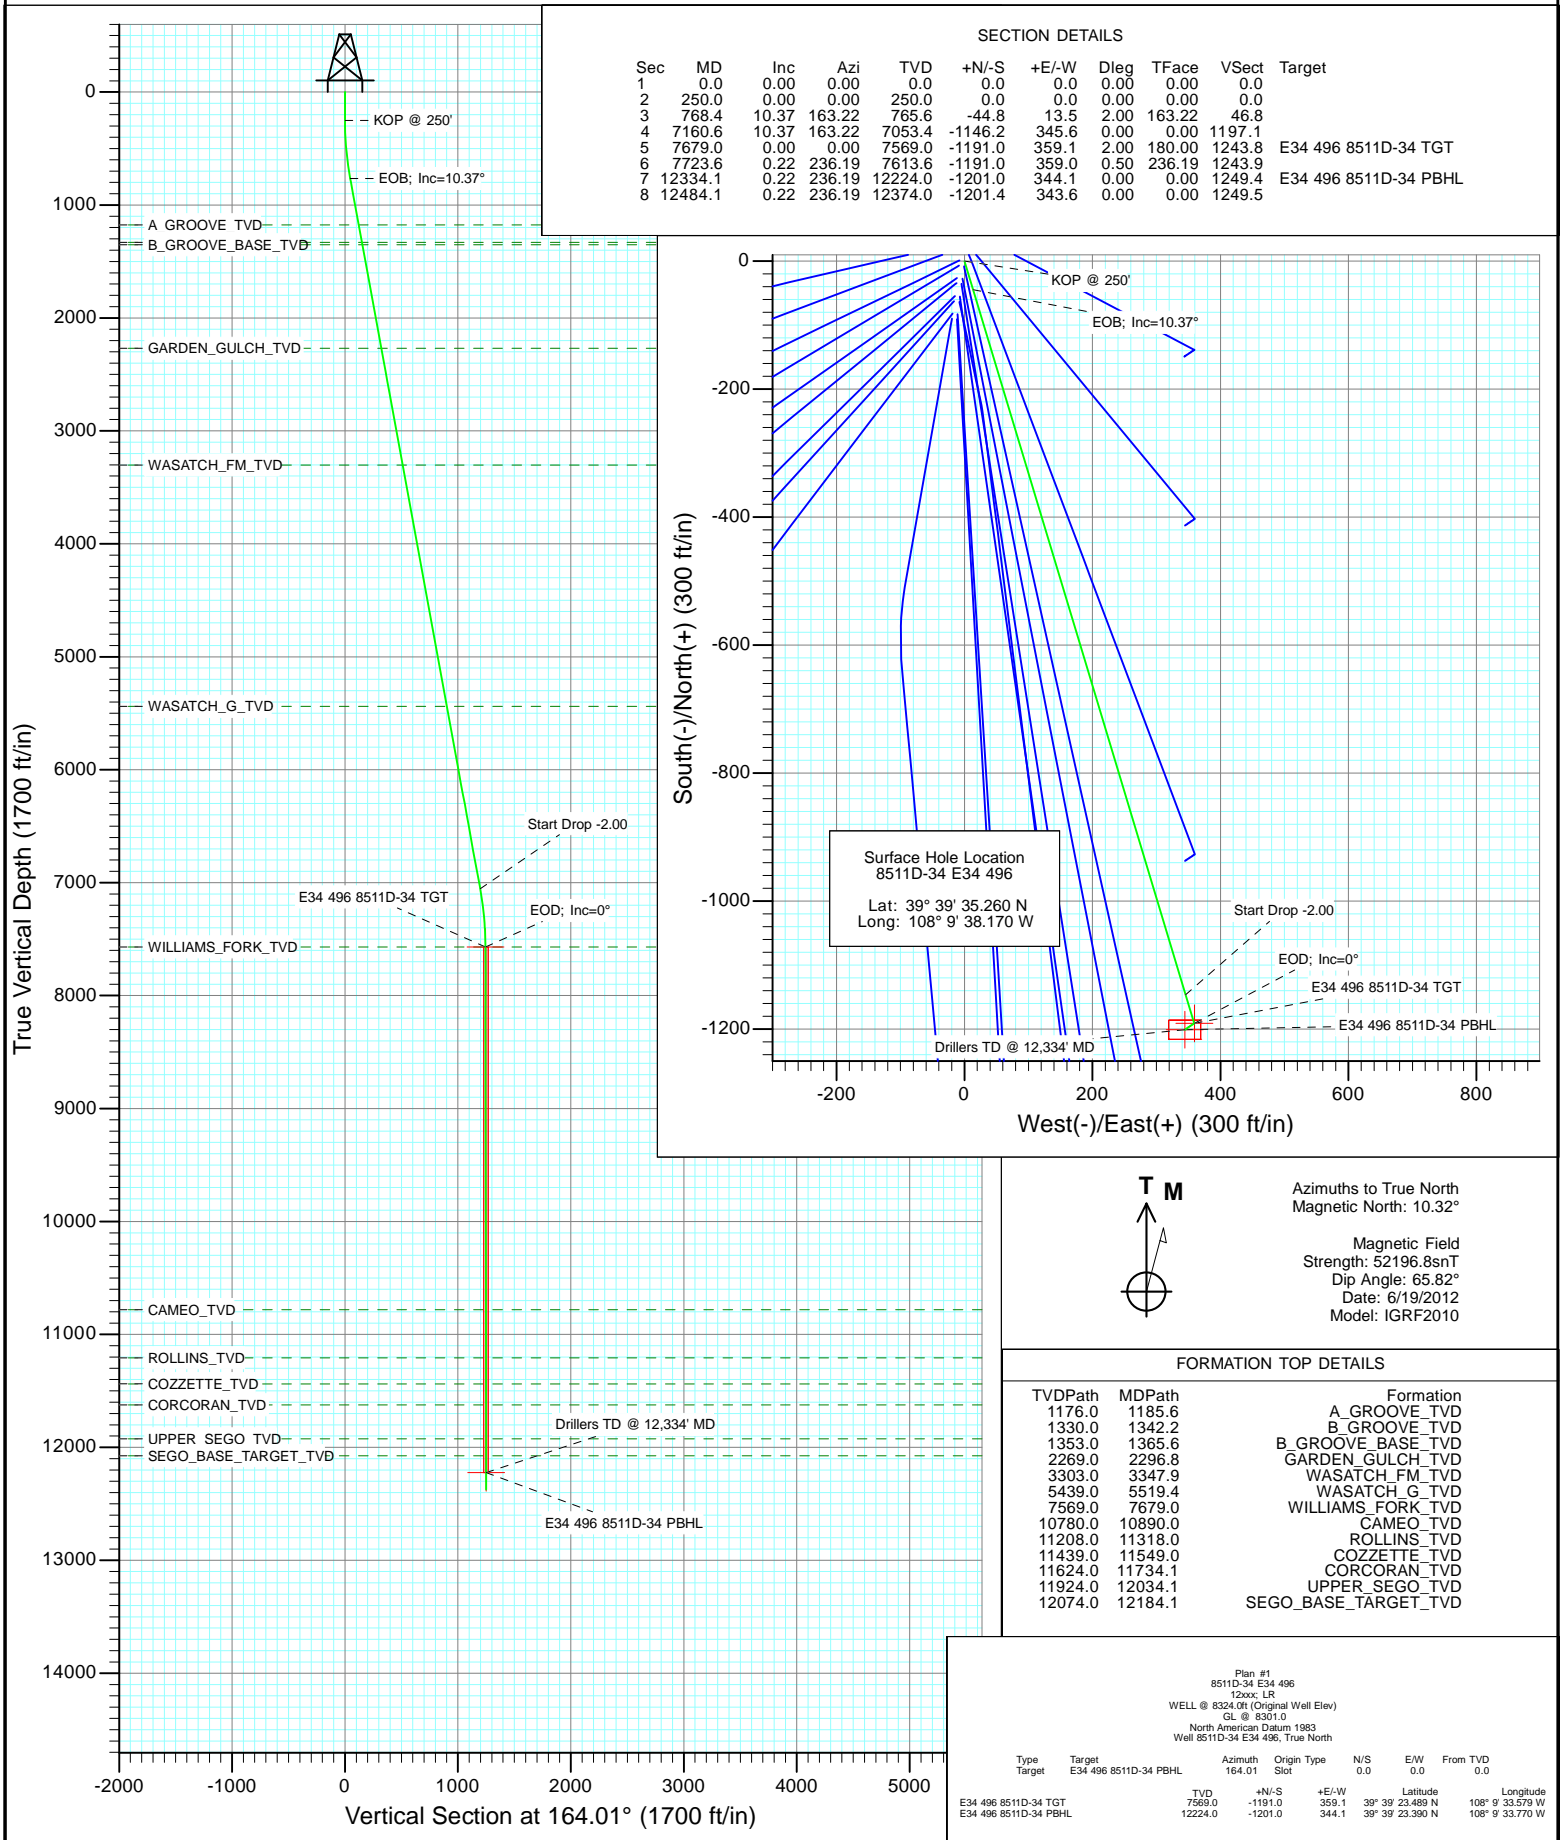 SECTION DETAILS
Sec MD Inc Azi TVD +N/-S +E/-W Dleg TFace VSect Target
1 0.0 0.00 0.00 0.0 0.0 0.0 0.00 0.00 0.0
2 250.0 0.00 0.00 250.0 0.0 0.0 0.00 0.00 0.0
3 768.4 10.37 163.22 765.6 -44.8 13.5 2.00 163.22 46.8
4 7160.6 10.37 163.22 7053.4 -1146.2 345.6 0.00 0.00 1197.1
5 7679.0 0.00 0.00 7569.0 -1191.0 359.1 2.00 180.00 1243.8 E34 496 8511D-34 TGT
6 7723.6 0.22 236.19 7613.6 -1191.0 359.0 0.50 236.19 1243.9
7 12334.1 0.22 236.19 12224.0 -1201.0 344.1 0.00 0.00 1249.4 E34 496 8511D-34 PBHL
8 12484.1 0.22 236.19 12374.0 -1201.4 343.6 0.00 0.00 1249.5
True Vertical Depth (1700 ft/in)
0
1000
2000
3000
4000
5000
6000
7000
8000
9000
10000
11000
12000
13000
14000
KOP @ 250'
EOB; Inc=10.37°
A GROOVE TVD
B_GROOVE_BASE_TVD
GARDEN_GULCH_TVD
WASATCH_FM_TVD
WASATCH_G_TVD
Start Drop -2.00
E34 496 8511D-34 TGT
EOD; Inc=0°
WILLIAMS_FORK_TVD
CAMEO_TVD
ROLLINS_TVD
COZZETTE_TVD
CORCORAN_TVD
Drillers TD @ 12,334' MD
UPPER SEGO TVD
SEGO_BASE_TARGET_TVD
E34 496 8511D-34 PBHL
-2000 -1000 0 1000 2000 3000 4000 5000
Vertical Section at 164.01° (1700 ft/in)
South(-)/North(+) (300 ft/in)
0
-200
-400
-600
-800
-1000
-1200
KOP @ 250'
EOB; Inc=10.37°
Surface Hole Location
8511D-34 E34 496
Lat: 39° 39' 35.260 N
Long: 108° 9' 38.170 W
Start Drop -2.00
EOD; Inc=0°
E34 496 8511D-34 TGT
E34 496 8511D-34 PBHL
Drillers TD @ 12,334' MD
-200 0 200 400 600 800
West(-)/East(+) (300 ft/in)
T M
Azimuths to True North
Magnetic North: 10.32°
Magnetic Field
Strength: 52196.8snT
Dip Angle: 65.82°
Date: 6/19/2012
Model: IGRF2010
FORMATION TOP DETAILS
TVDPath MDPath Formation
1176.0 1185.6 A_GROOVE_TVD
1330.0 1342.2 B_GROOVE_TVD
1353.0 1365.6 B_GROOVE_BASE_TVD
2269.0 2296.8 GARDEN_GULCH_TVD
3303.0 3347.9 WASATCH_FM_TVD
5439.0 5519.4 WASATCH_G_TVD
7569.0 7679.0 WILLIAMS_FORK_TVD
10780.0 10890.0 CAMEO_TVD
11208.0 11318.0 ROLLINS_TVD
11439.0 11549.0 COZZETTE_TVD
11624.0 11734.1 CORCORAN_TVD
11924.0 12034.1 UPPER_SEGO_TVD
12074.0 12184.1 SEGO_BASE_TARGET_TVD
Plan #1
8511D-34 E34 496
12xxx; LR
WELL @ 8324.0ft (Original Well Elev)
GL @ 8301.0
North American Datum 1983
Well 8511D-34 E34 496, True North
Type Target Azimuth Origin Type N/S E/W From TVD
Target E34 496 8511D-34 PBHL 164.01 Slot 0.0 0.0 0.0
TVD +N/-S +E/-W Latitude Longitude
E34 496 8511D-34 TGT 7569.0 -1191.0 359.1 39° 39' 23.489 N 108° 9' 33.579 W
E34 496 8511D-34 PBHL 12224.0 -1201.0 344.1 39° 39' 23.390 N 108° 9' 33.770 W